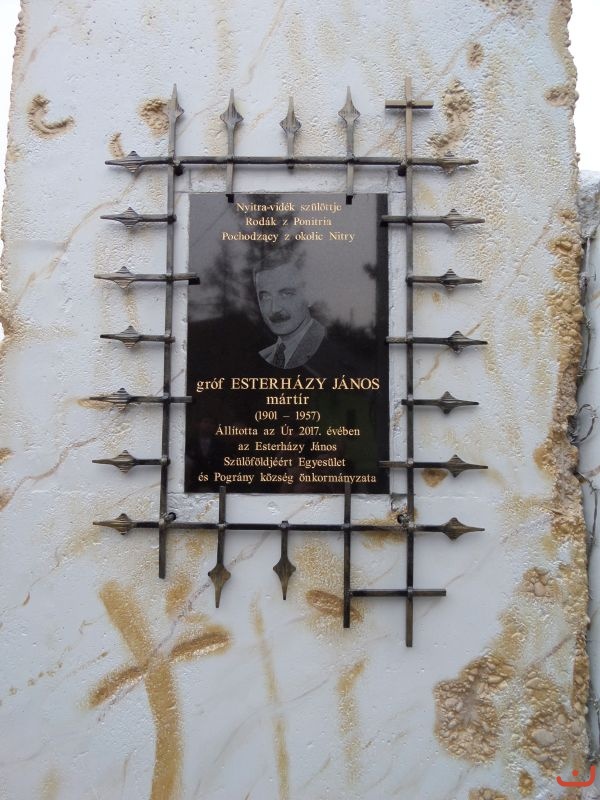 Nyitra-vidék szülöttje
Rodák z Ponitria
Pochodzący z okolic Nitry
gróf ESTERHÁZY JÁNOS
mártír
(1901 – 1957)
Állította az Úr 2017. évében
az Esterházy János
Szülőföldjéért Egyesület
és Pográny község önkormányzata